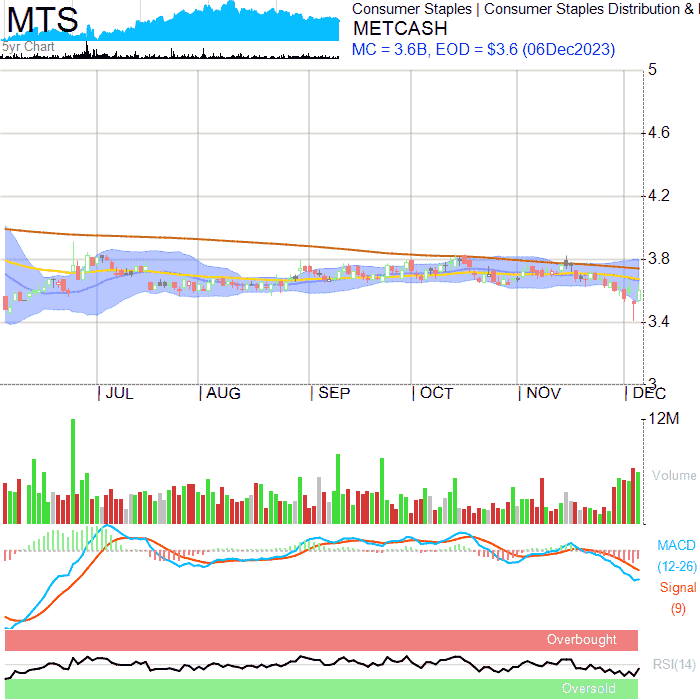 MTS
5yr Chart
Consumer Staples | Consumer Staples Distribution &
METCASH
MC = 3.6B, EOD = $3.6 (06Dec2023)
5
4.6
4.2
3.8
3.4
3
JUL
AUG
SEP
OCT
NOV
DEC
12M
Volume
MACD
(12-26)
Signal
(9)
Overbought
RSI(14)
Oversold